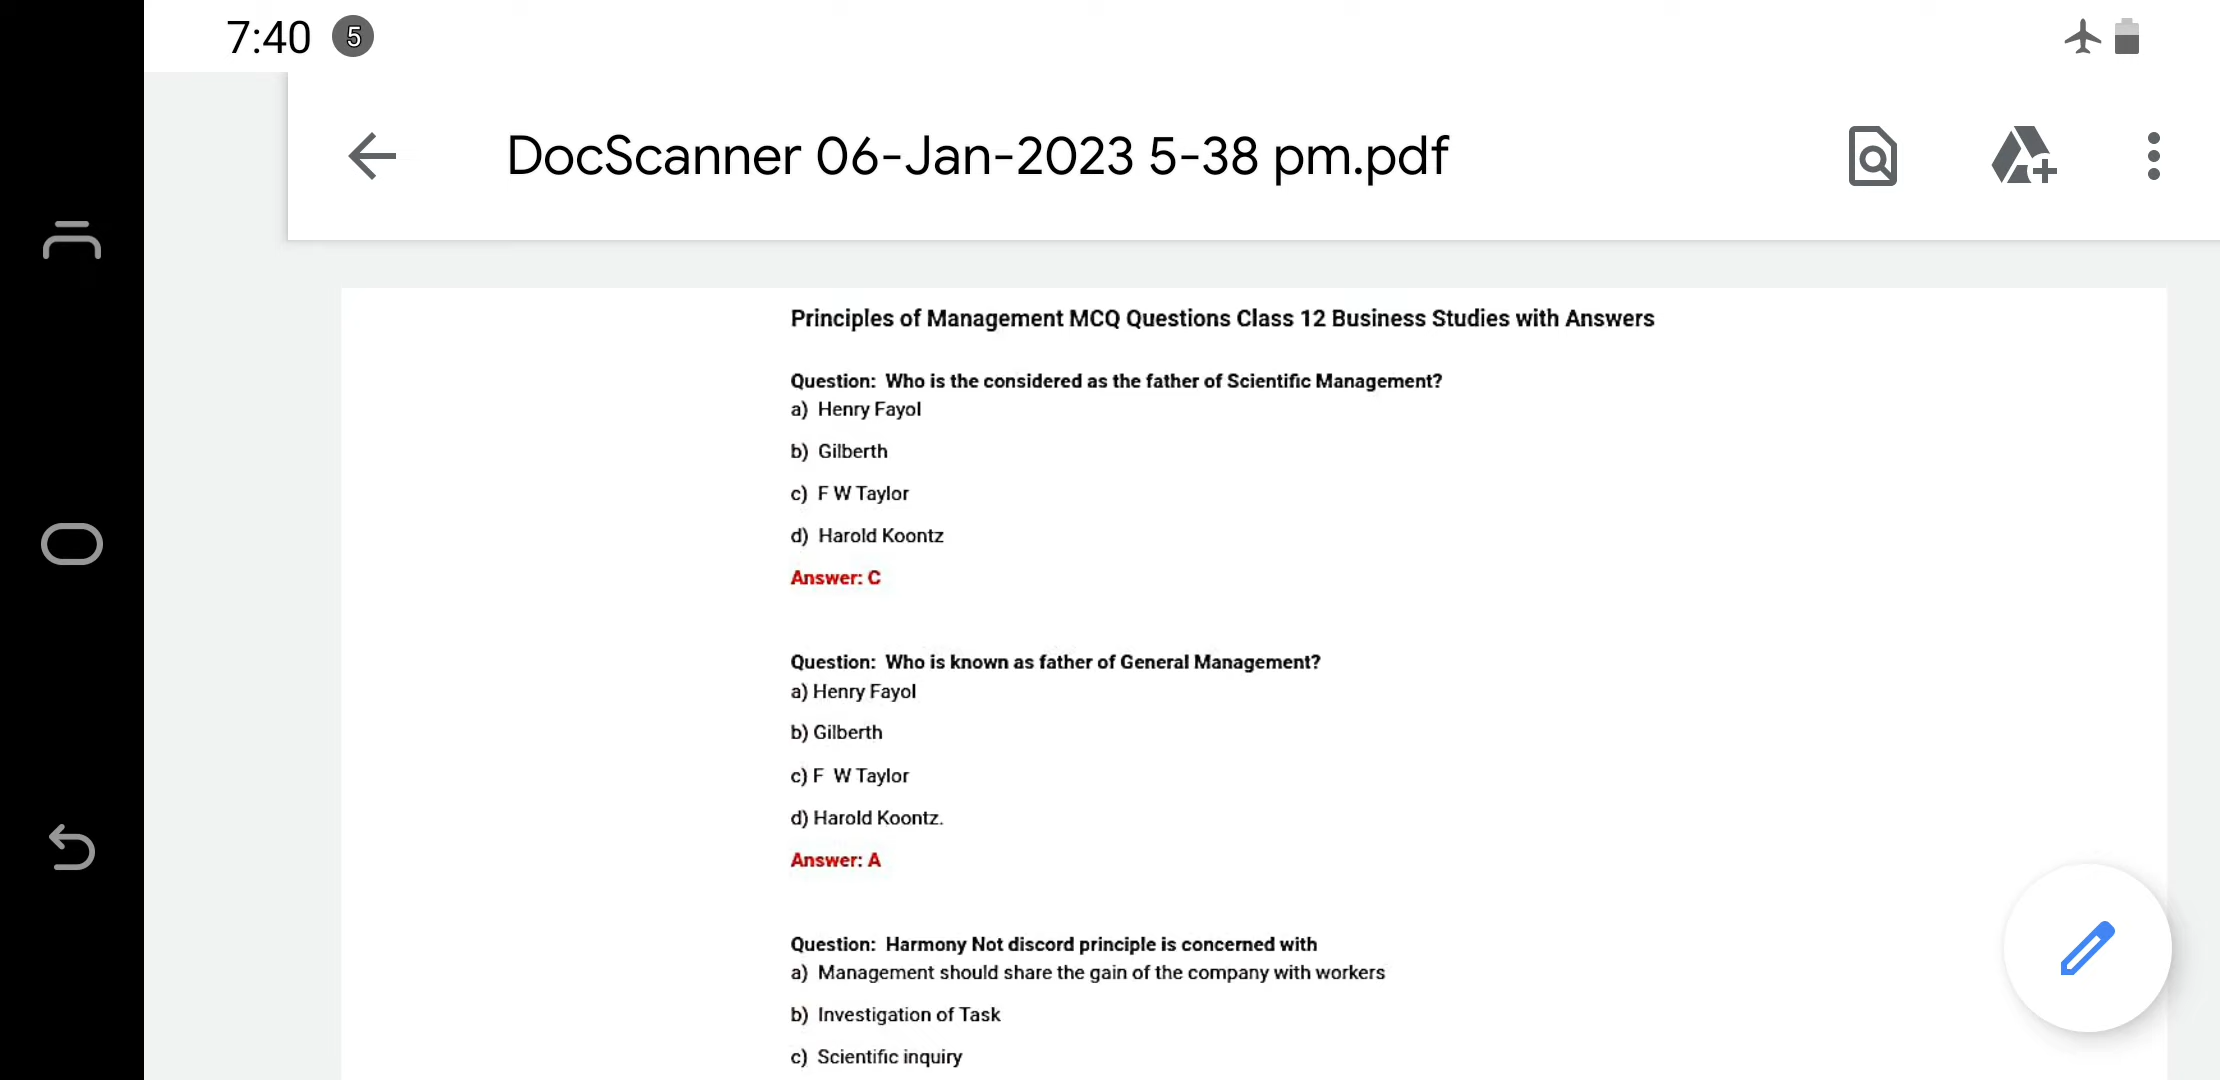 7:40 5
DocScanner 06-Jan-2023 5-38 pm.pdf
Principles of Management MCQ Questions Class 12 Business Studies with Answers
Question: Who is the considered as the father of Scientific Management?
a) Henry Fayol
b) Gilberth
c) F W Taylor
d) Harold Koontz
Answer: C
Question: Who is known as father of General Management?
a) Henry Fayol
b) Gilberth
c) F W Taylor
d) Harold Koontz.
Answer: A
Question: Harmony Not discord principle is concerned with
a) Management should share the gain of the company with workers
b) Investigation of Task
c) Scientific inquiry